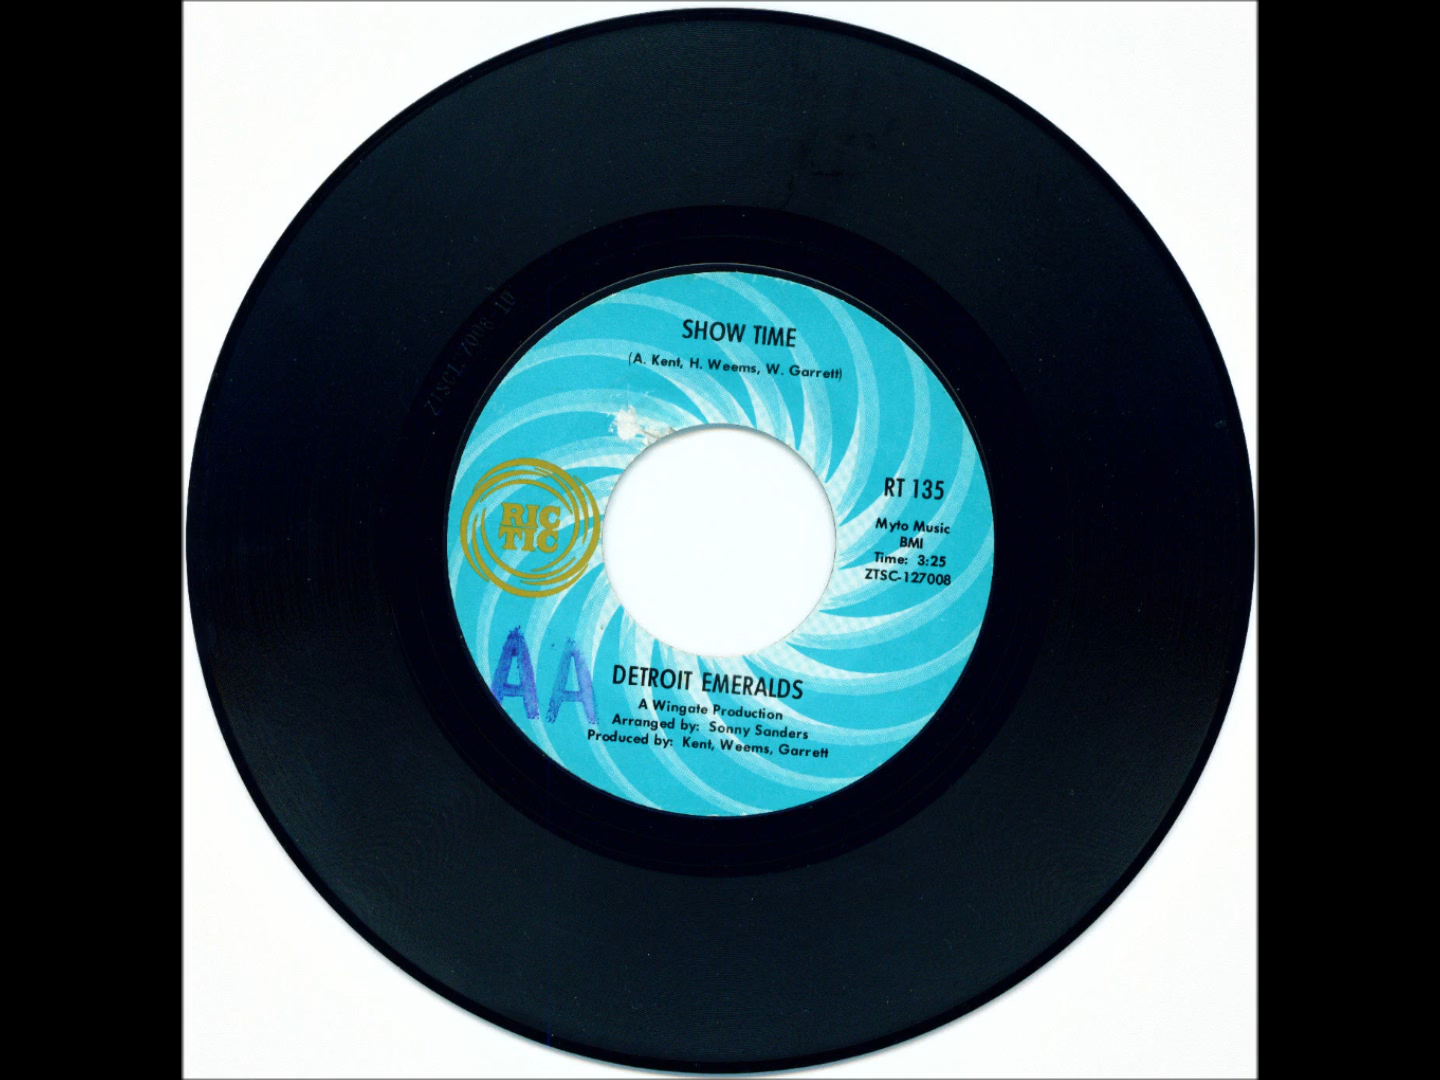 SHOW TIME
(A. Kent, H. Weems, W. Garrett)
RIC
TIC
RT 135
Myto Music
BMI
Time: 3:25
ZTSC-127008
AA
DETROIT EMERALDS
A Wingate Production
Arranged by: Sonny Sanders
Produced by: Kent, Weems, Garrett